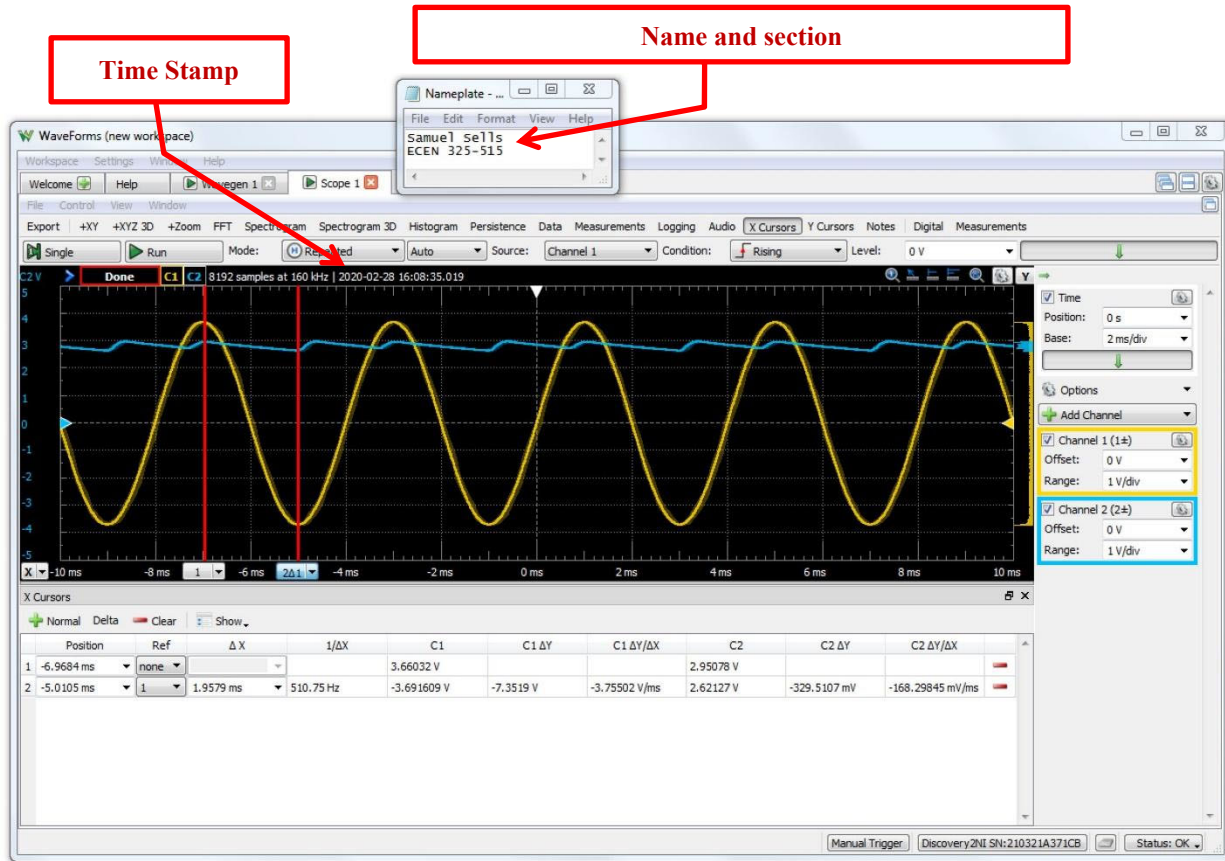 Name and section
Time Stamp
Nameplate - ...
File Edit Format View Help
Samuel Sells
ECEN 325-515
WaveForms (new workspace)
Workspace Settings Window Help
Welcome Help Wavegen 1 Scope 1
File Control View Window
Export +XY +XYZ 3D +Zoom FFT Spectrogram Spectrogram 3D Histogram Persistence Data Measurements Logging Audio X Cursors Y Cursors Notes Digital Measurements
Single Run Mode: Repeated Auto Source: Channel 1 Condition: Rising Level: 0 V
C2 V Done C1 C2 8192 samples at 160 kHz | 2020-02-28 16:08:35.019 Y
5
4
3
2
1
0
-1
-2
-3
-4
-5
X -10 ms -8 ms 1 -6 ms 2Δ1 -4 ms -2 ms 0 ms 2 ms 4 ms 6 ms 8 ms 10 ms
Time
Position: 0 s
Base: 2 ms/div
Options
Add Channel
Channel 1 (1±)
Offset: 0 V
Range: 1 V/div
Channel 2 (2±)
Offset: 0 V
Range: 1 V/div
X Cursors
Normal Delta Clear Show
Position Ref Δ X 1/ΔX C1 C1 ΔY C1 ΔY/ΔX C2 C2 ΔY C2 ΔY/ΔX
1 -6.9684 ms none 3.66032 V 2.95078 V
2 -5.0105 ms 1 1.9579 ms 510.75 Hz -3.691609 V -7.3519 V -3.75502 V/ms 2.62127 V -329.5107 mV -168.29845 mV/ms
Manual Trigger Discovery2NI SN:210321A371CB Status: OK